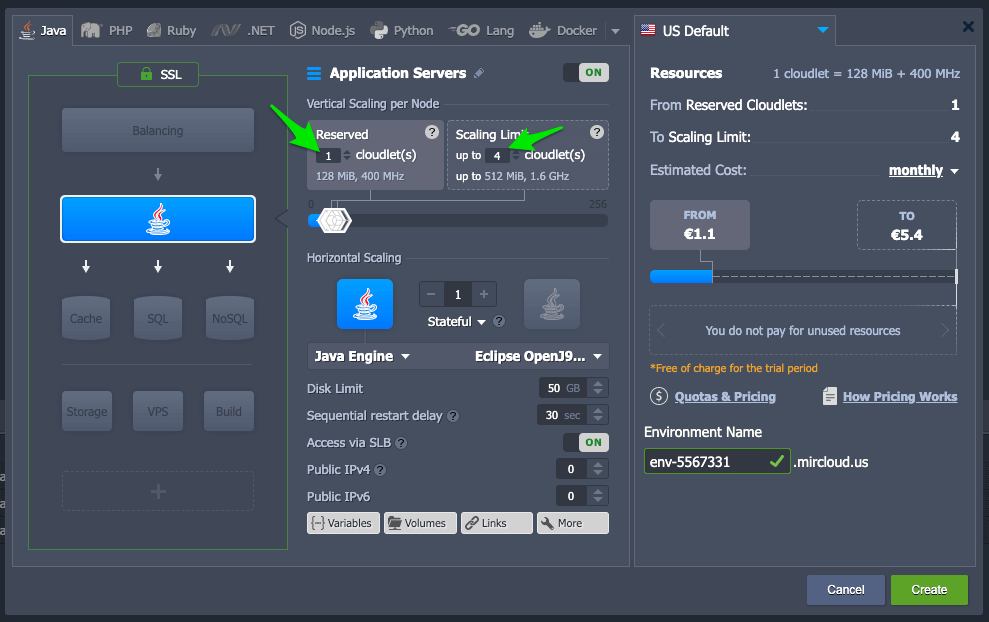 Java PHP Ruby .NET Node.js Python GO Lang Docker
US Default
SSL
Balancing
Cache SQL NoSQL
Storage VPS Build
Application Servers ON
Vertical Scaling per Node
Reserved ?
1 cloudlet(s)
128 MiB, 400 MHz
Scaling Limit ?
up to 4 cloudlet(s)
up to 512 MiB, 1.6 GHz
0 256
Horizontal Scaling
1
Stateful ?
Java Engine Eclipse OpenJ9...
Disk Limit 50 GB
Sequential restart delay ? 30 sec
Access via SLB ? ON
Public IPv4 ? 0
Public IPv6 0
Variables Volumes Links More
Resources 1 cloudlet = 128 MiB + 400 MHz
From Reserved Cloudlets: 1
To Scaling Limit: 4
Estimated Cost: monthly
FROM
€1.1
TO
€5.4
You do not pay for unused resources
*Free of charge for the trial period
$ Quotas & Pricing How Pricing Works
Environment Name
env-5567331 .mircloud.us
Cancel Create